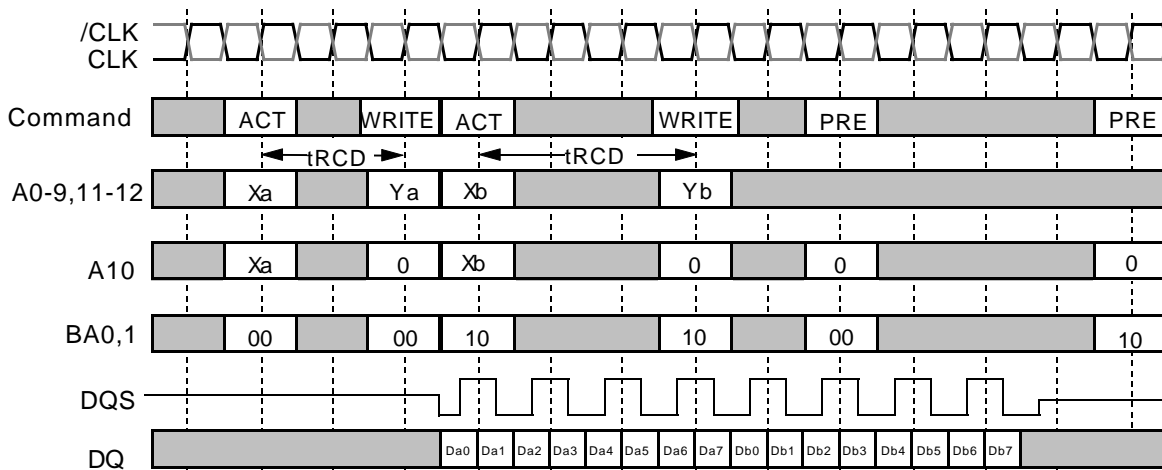 /CLK
CLK
Command ACT WRITE ACT WRITE PRE PRE
tRCD tRCD
A0-9,11-12 Xa Ya Xb Yb
A10 Xa 0 Xb 0 0 0
BA0,1 00 00 10 10 00 10
DQS
DQ Da0 Da1 Da2 Da3 Da4 Da5 Da6 Da7 Db0 Db1 Db2 Db3 Db4 Db5 Db6 Db7